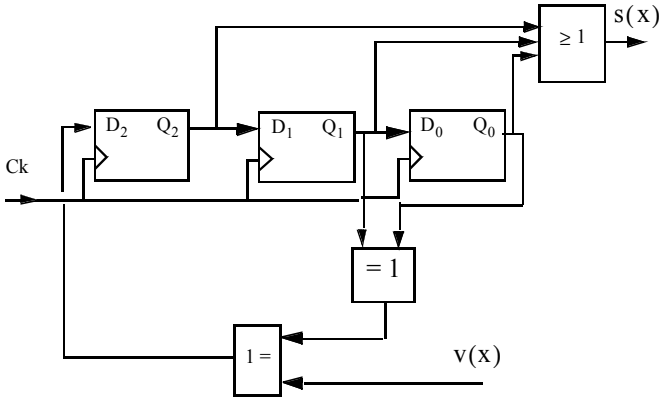 s(x)
≥ 1
D₂ Q₂
D₁ Q₁
D₀ Q₀
Ck
= 1
1 =
v(x)